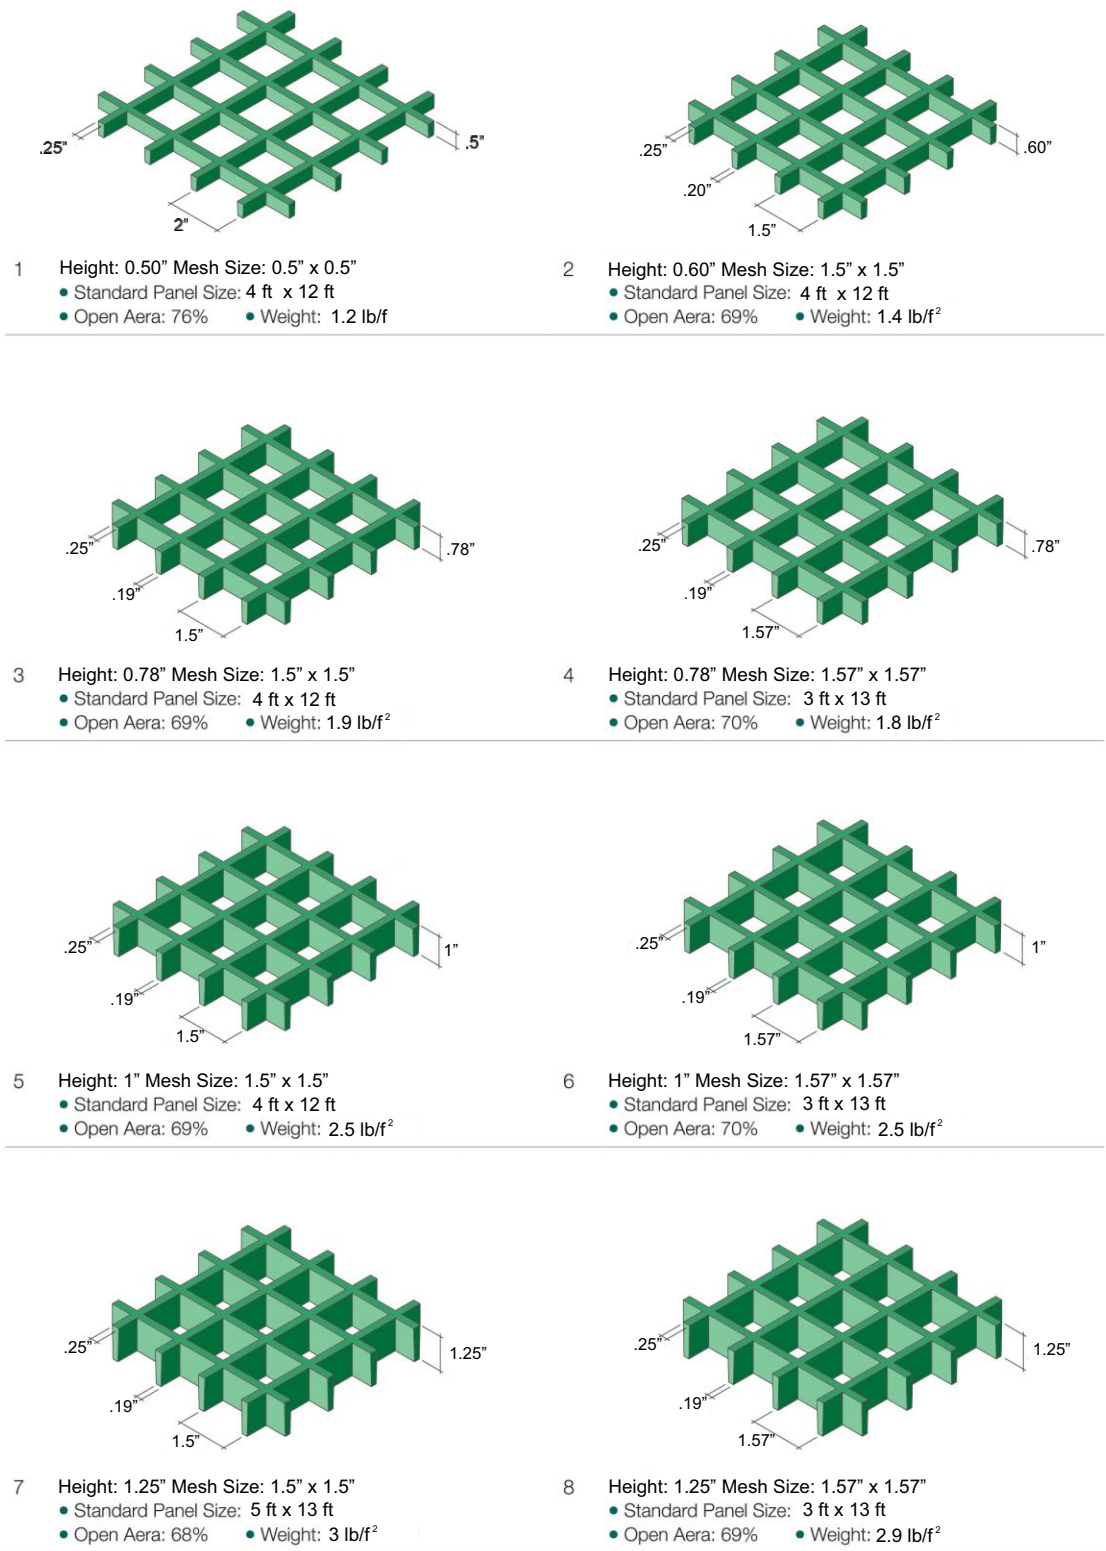 .25”
.5”
2”
1 Height: 0.50” Mesh Size: 0.5” x 0.5”
• Standard Panel Size: 4 ft x 12 ft
• Open Aera: 76% • Weight: 1.2 lb/f
.25”
.60”
.20”
1.5”
2 Height: 0.60” Mesh Size: 1.5” x 1.5”
• Standard Panel Size: 4 ft x 12 ft
• Open Aera: 69% • Weight: 1.4 lb/f²
.25”
.78”
.19”
1.5”
3 Height: 0.78” Mesh Size: 1.5” x 1.5”
• Standard Panel Size: 4 ft x 12 ft
• Open Aera: 69% • Weight: 1.9 lb/f²
.25”
.78”
.19”
1.57”
4 Height: 0.78” Mesh Size: 1.57” x 1.57”
• Standard Panel Size: 3 ft x 13 ft
• Open Aera: 70% • Weight: 1.8 lb/f²
.25”
1”
.19”
1.5”
5 Height: 1” Mesh Size: 1.5” x 1.5”
• Standard Panel Size: 4 ft x 12 ft
• Open Aera: 69% • Weight: 2.5 lb/f²
.25”
1”
.19”
1.57”
6 Height: 1” Mesh Size: 1.57” x 1.57”
• Standard Panel Size: 3 ft x 13 ft
• Open Aera: 70% • Weight: 2.5 lb/f²
.25”
1.25”
.19”
1.5”
7 Height: 1.25” Mesh Size: 1.5” x 1.5”
• Standard Panel Size: 5 ft x 13 ft
• Open Aera: 68% • Weight: 3 lb/f²
.25”
1.25”
.19”
1.57”
8 Height: 1.25” Mesh Size: 1.57” x 1.57”
• Standard Panel Size: 3 ft x 13 ft
• Open Aera: 69% • Weight: 2.9 lb/f²